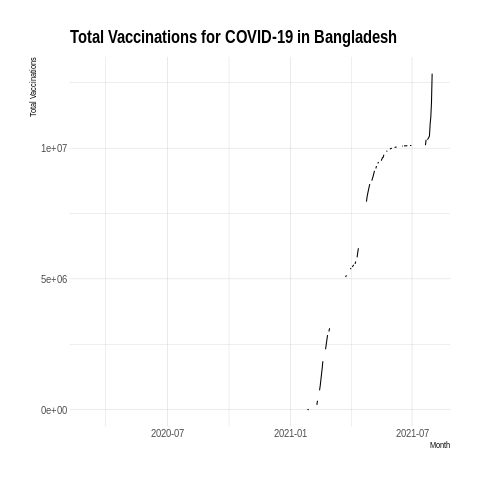 Total Vaccinations for COVID-19 in Bangladesh
Total Vaccinations
1e+07
5e+06
0e+00
2020-07
2021-01
2021-07
Month